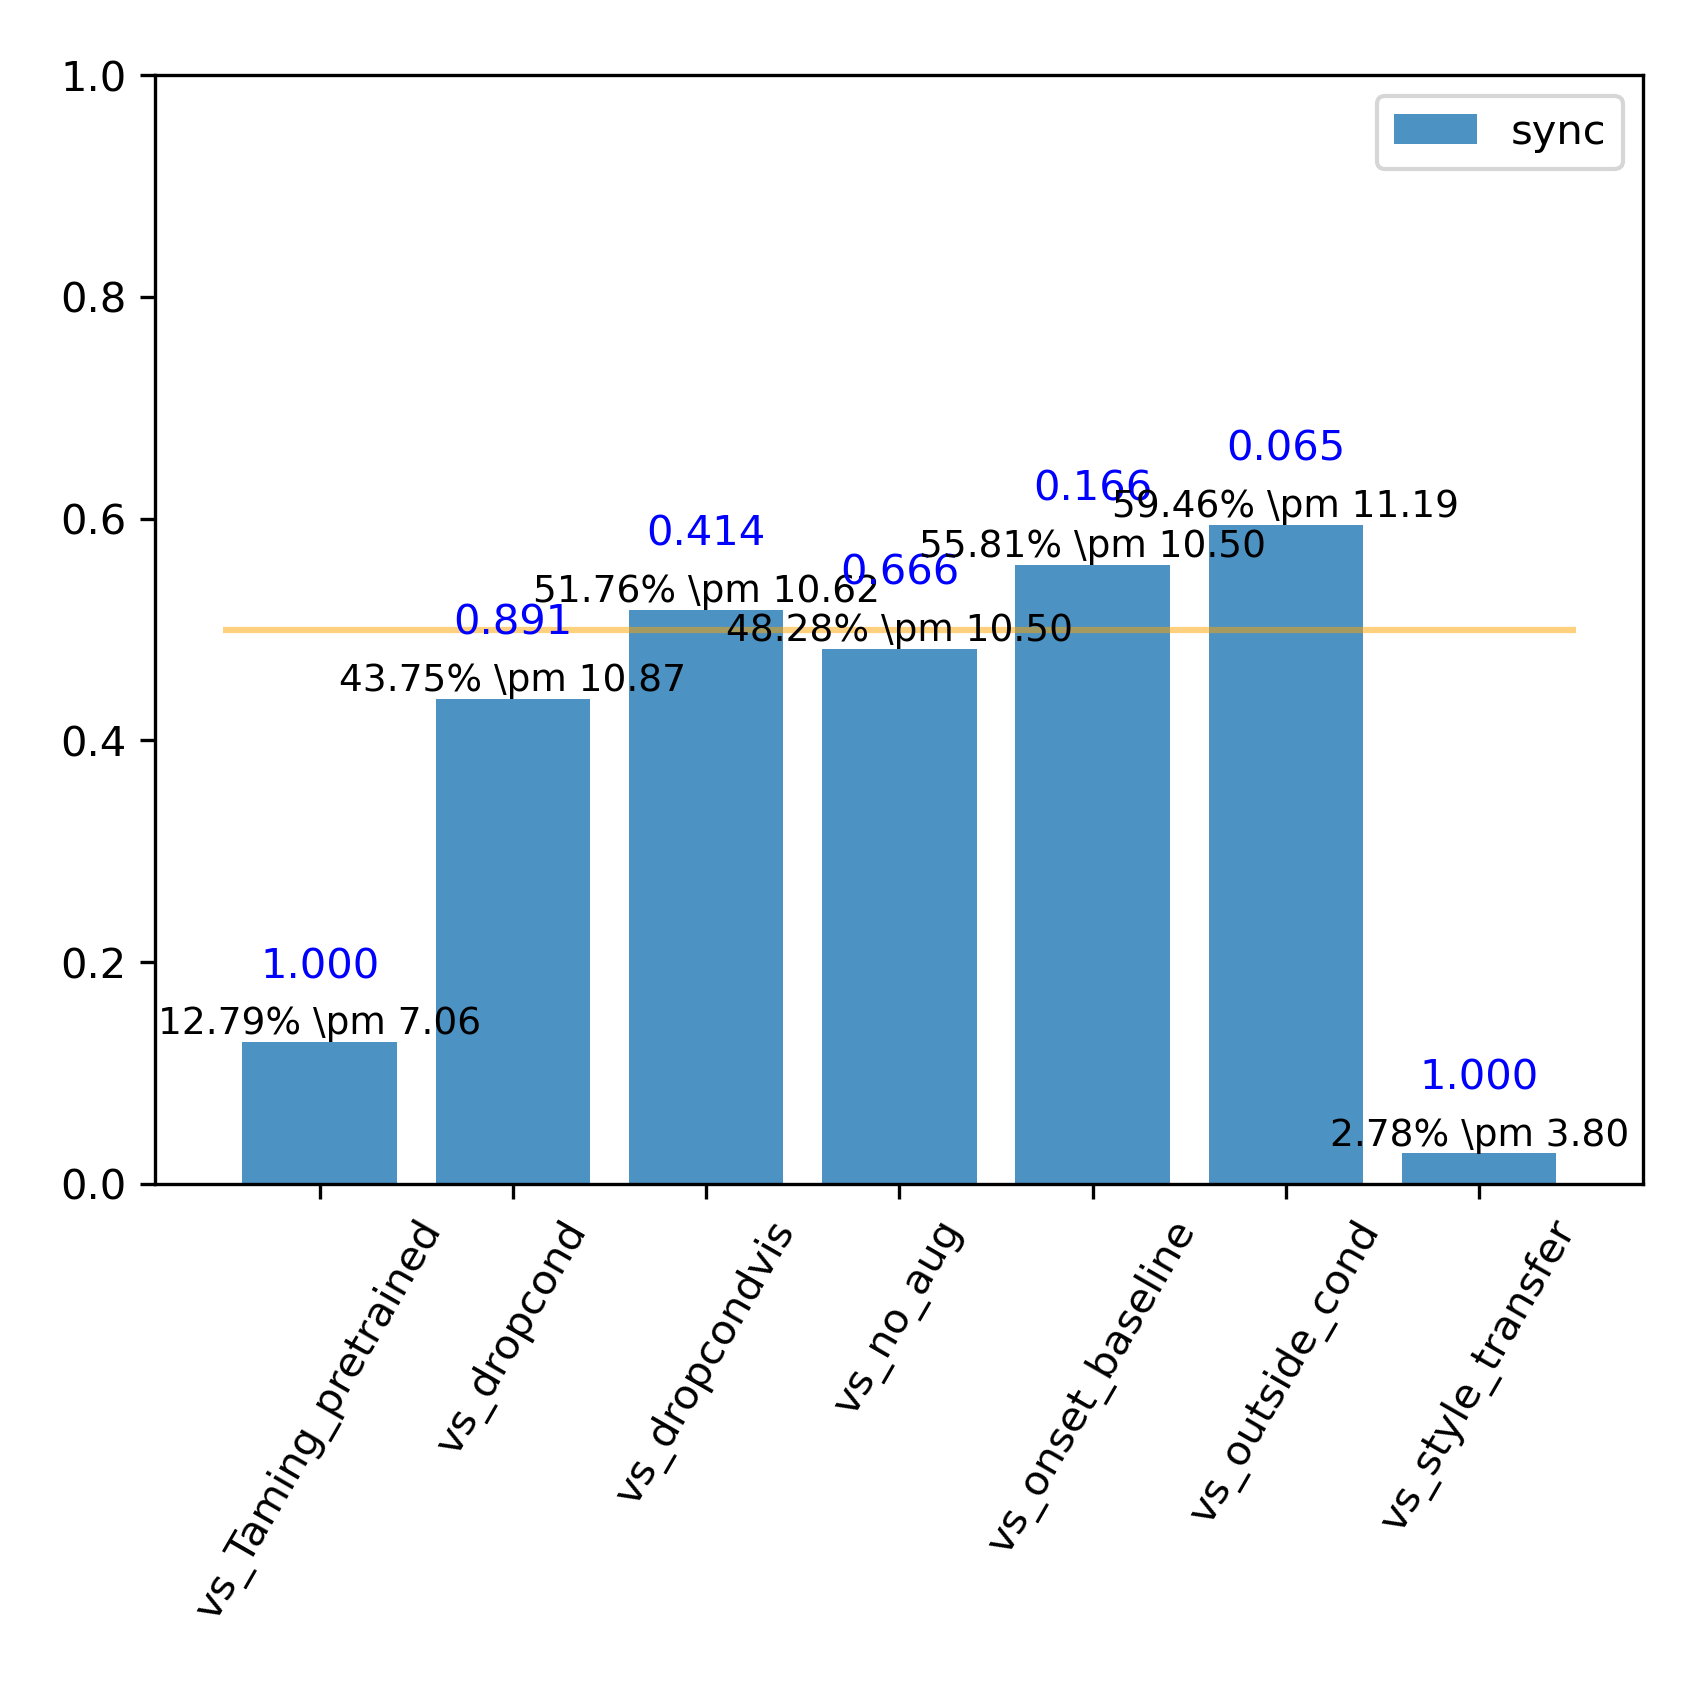 1.0
0.8
0.6
0.4
0.2
0.0
sync
1.000
12.79% \pm 7.06
0.891
43.75% \pm 10.87
0.414
51.76% \pm 10.62
0.666
48.28% \pm 10.50
0.166
55.81% \pm 10.50
0.065
59.46% \pm 11.19
1.000
2.78% \pm 3.80
vs_Taming_pretrained
vs_dropcond
vs_dropcondvis
vs_no_aug
vs_onset_baseline
vs_outside_cond
vs_style_transfer